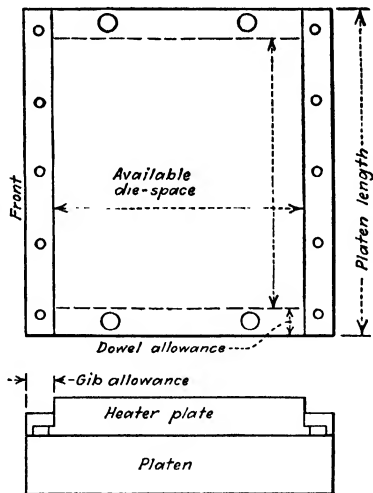 Front
Available
die-space
Platen length
Dowel allowance
Gib allowance
Heater plate
Platen